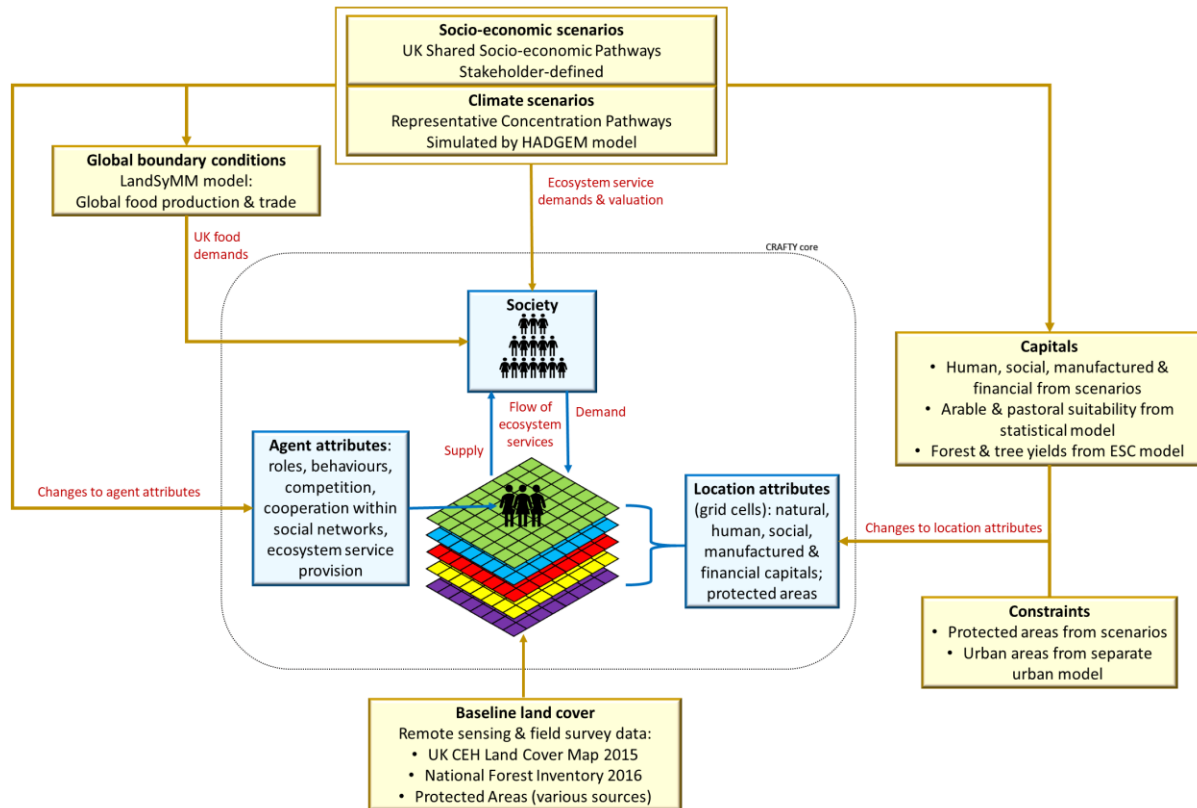 Socio-economic scenarios
UK Shared Socio-economic Pathways
Stakeholder-defined
Climate scenarios
Representative Concentration Pathways
Simulated by HADGEM model
Global boundary conditions
LandSyMM model:
Global food production & trade
Ecosystem service
demands & valuation
UK food
demands
CRAFTY core
Society
Capitals
• Human, social, manufactured &
financial from scenarios
• Arable & pastoral suitability from
statistical model
• Forest & tree yields from ESC model
Supply
Flow of
ecosystem
services
Demand
Agent attributes:
roles, behaviours,
competition,
cooperation within
social networks,
ecosystem service
provision
Changes to agent attributes
Location attributes
(grid cells): natural,
human, social,
manufactured &
financial capitals;
protected areas
Changes to location attributes
Constraints
• Protected areas from scenarios
• Urban areas from separate
urban model
Baseline land cover
Remote sensing & field survey data:
• UK CEH Land Cover Map 2015
• National Forest Inventory 2016
• Protected Areas (various sources)